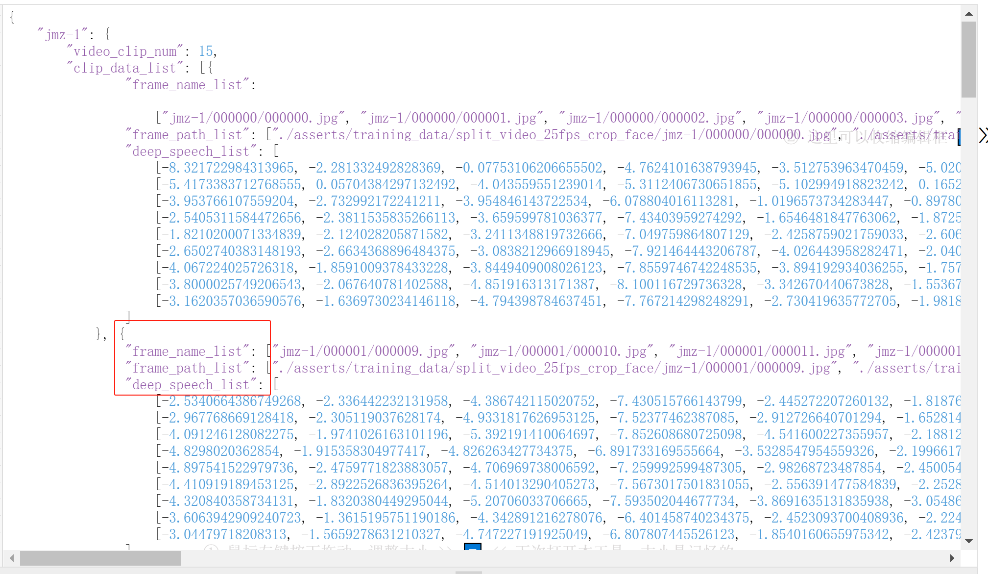 {
"jmz-1": {
"video_clip_num": 15,
"clip_data_list": [{
"frame_name_list":
["jmz-1/000000/000000.jpg", "jmz-1/000000/000001.jpg", "jmz-1/000000/000002.jpg", "jmz-1/000000/000003.jpg", "
"frame_path_list": ["./asserts/training_data/split_video_25fps_crop_face/jmz-1/000000/000000.jpg", "./asserts/tra
"deep_speech_list": [
[-8.321722984313965, -2.281332492828369, -0.07753106206655502, -4.7624101638793945, -3.512753963470459, -5.020
[-5.4173383712768555, 0.05704384297132492, -4.043559551239014, -5.3112406730651855, -5.102994918823242, 0.1652
[-3.953766107559204, -2.732992172241211, -3.954846143722534, -6.078804016113281, -1.0196573734283447, -0.89780
[-2.5405311584472656, -2.3811535835266113, -3.659599781036377, -7.43403959274292, -1.6546481847763062, -1.8725
[-1.8210200071334839, -2.124028205871582, -3.2411348819732666, -7.049759864807129, -2.4258759021759033, -2.606
[-2.6502740383148193, -2.6634368896484375, -3.0838212966918945, -7.921464443206787, -4.026443958282471, -2.040
[-4.067224025726318, -1.8591009378433228, -3.8449409008026123, -7.8559746742248535, -3.894192934036255, -1.757
[-3.8000025749206543, -2.067640781402588, -4.851916313171387, -8.100116729736328, -3.342670440673828, -1.55367
[-3.1620357036590576, -1.6369730234146118, -4.794398784637451, -7.767214298248291, -2.730419635772705, -1.9818
]
}, {
"frame_name_list": ["jmz-1/000001/000009.jpg", "jmz-1/000001/000010.jpg", "jmz-1/000001/000011.jpg", "jmz-1/000001
"frame_path_list": ["./asserts/training_data/split_video_25fps_crop_face/jmz-1/000001/000009.jpg", "./asserts/trai
"deep_speech_list": [
[-2.5340664386749268, -2.336442232131958, -4.386742115020752, -7.430515766143799, -2.445272207260132, -1.81876
[-2.967768669128418, -2.305119037628174, -4.9331817626953125, -7.52377462387085, -2.912726640701294, -1.652814
[-4.091246128082275, -1.9741026163101196, -5.392191410064697, -7.852608680725098, -4.541600227355957, -2.18812
[-4.8298020362854, -1.915358304977417, -4.826263427734375, -6.891733169555664, -3.5328547954559326, -2.1996617
[-4.897541522979736, -2.4759771823883057, -4.706969738006592, -7.259992599487305, -2.98268723487854, -2.450054
[-4.410919189453125, -2.8922526836395264, -4.514013290405273, -7.5673017501831055, -2.556391477584839, -2.2528
[-4.320840358734131, -1.8320380449295044, -5.20706033706665, -7.593502044677734, -3.8691635131835938, -3.05486
[-3.6063942909240723, -1.3615195751190186, -4.342891216278076, -6.401458740234375, -2.4523093700408936, -2.224
[-3.04479718208313, -1.565927863121032​7, -4.747227191925049, -6.807807445526123, -1.8540160655975342, -2.42379
]